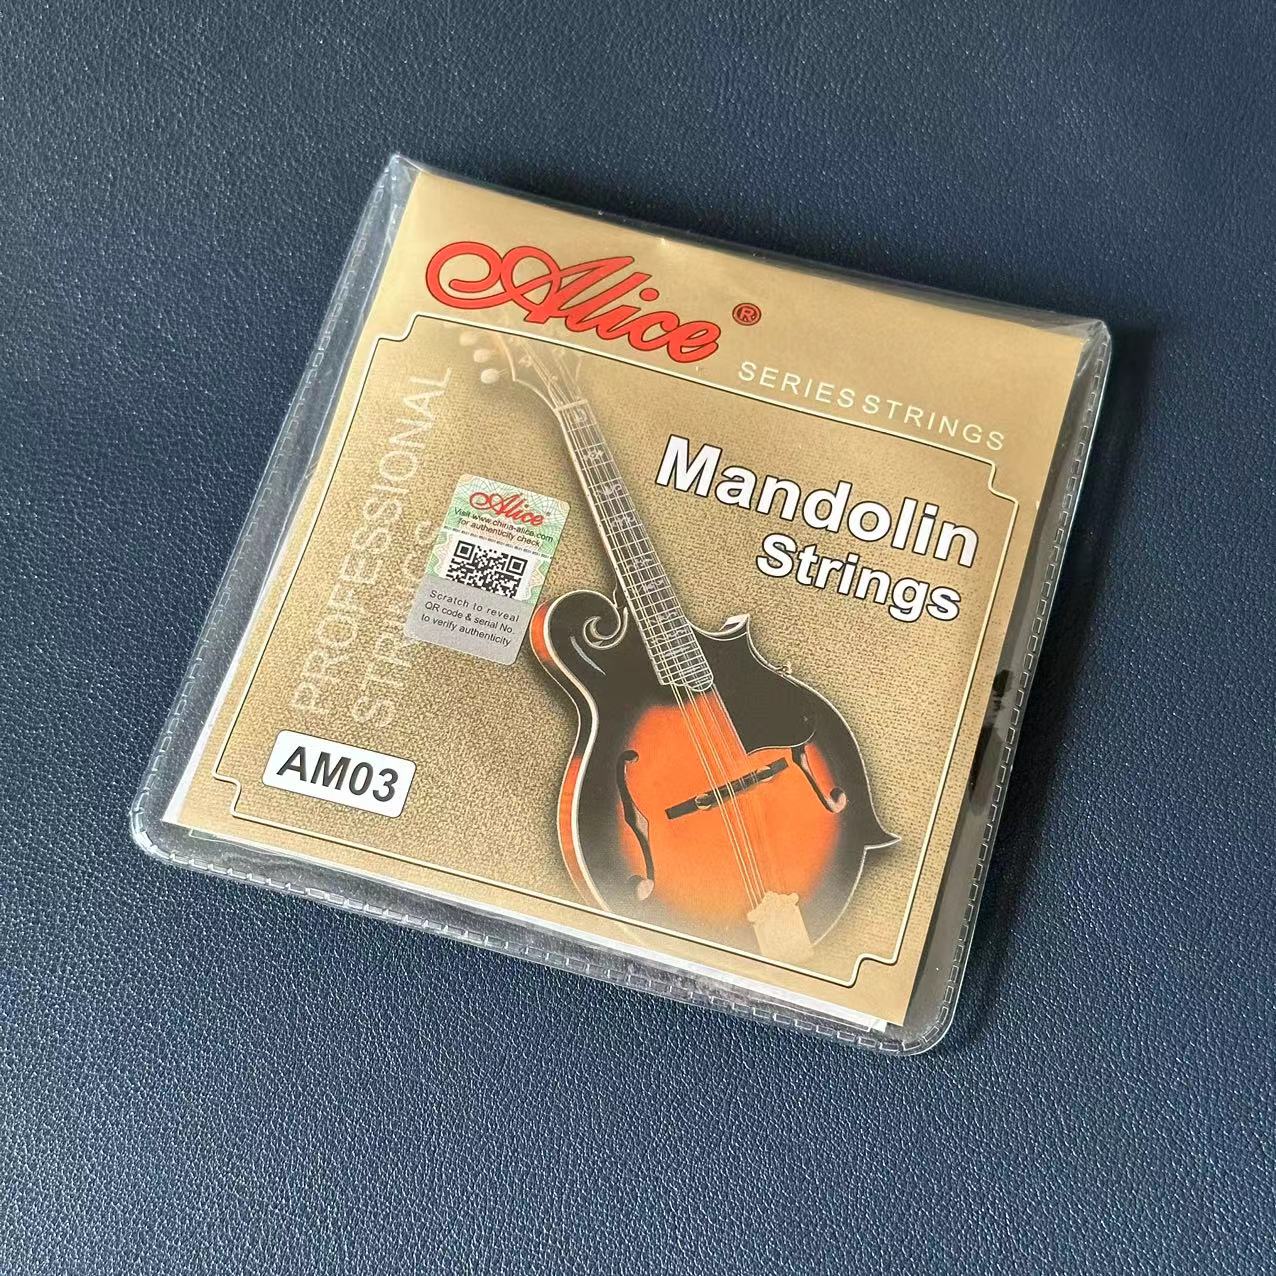 Alice®
SERIES STRINGS
Mandolin
Strings
PROFESSIONAL
Alice®
Visit www.china-alice.com
for authenticity check
Scratch to reveal
QR code & serial No.
to verify authenticity
AM03